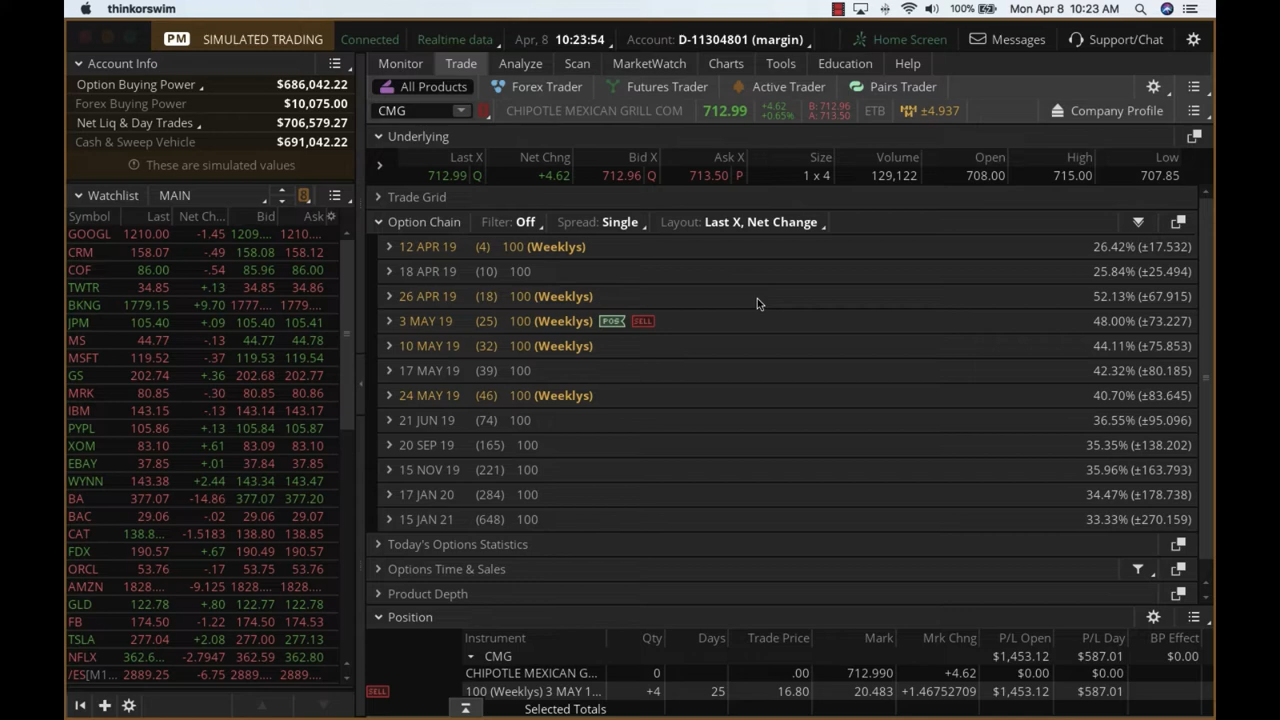 thinkorswim 100% Mon Apr 8 10:23 AM
PM SIMULATED TRADING Connected Realtime data Apr, 8 10:23:54 Account: D-11304801 (margin) Home Screen Messages Support/Chat
Account Info
Option Buying Power $686,042.22
Forex Buying Power $10,075.00
Net Liq & Day Trades $706,579.27
Cash & Sweep Vehicle $691,042.22
These are simulated values
Watchlist MAIN 8
Symbol Last Net Ch... Bid Ask
GOOGL 1210.00 -1.45 1209.... 1210....
CRM 158.07 -.49 158.08 158.12
COF 86.00 -.54 85.96 86.00
TWTR 34.85 +.13 34.85 34.86
BKNG 1779.15 +9.70 1777.... 1779....
JPM 105.40 +.09 105.40 105.41
MS 44.77 -.13 44.77 44.78
MSFT 119.52 -.37 119.53 119.54
GS 202.74 +.36 202.68 202.77
MRK 80.85 -.30 80.85 80.86
IBM 143.15 -.13 143.14 143.17
PYPL 105.86 +.13 105.84 105.87
XOM 83.10 +.61 83.09 83.10
EBAY 37.85 +.01 37.84 37.85
WYNN 143.38 +2.44 143.34 143.47
BA 377.07 -14.86 377.07 377.20
BAC 29.06 -.02 29.06 29.07
CAT 138.8... -1.5183 138.80 138.85
FDX 190.57 +.67 190.49 190.57
ORCL 53.76 -.17 53.75 53.76
AMZN 1828.... -9.125 1828.... 1828....
GLD 122.78 +.80 122.77 122.78
FB 174.50 -1.22 174.50 174.53
TSLA 277.04 +2.08 277.00 277.13
NFLX 362.6... -2.7947 362.59 362.80
/ES[M1... 2889.25 -6.75 2889.... 2889....
Monitor Trade Analyze Scan MarketWatch Charts Tools Education Help
All Products Forex Trader Futures Trader Active Trader Pairs Trader
CMG CHIPOTLE MEXICAN GRILL COM 712.99 +4.62 +0.65% B: 712.96 A: 713.50 ETB ±4.937 Company Profile
Underlying
Last X Net Chng Bid X Ask X Size Volume Open High Low
712.99 Q +4.62 712.96 Q 713.50 P 1 x 4 129,122 708.00 715.00 707.85
Trade Grid
Option Chain Filter: Off Spread: Single Layout: Last X, Net Change
12 APR 19 (4) 100 (Weeklys) 26.42% (±17.532)
18 APR 19 (10) 100 25.84% (±25.494)
26 APR 19 (18) 100 (Weeklys) 52.13% (±67.915)
3 MAY 19 (25) 100 (Weeklys) POS SELL 48.00% (±73.227)
10 MAY 19 (32) 100 (Weeklys) 44.11% (±75.853)
17 MAY 19 (39) 100 42.32% (±80.185)
24 MAY 19 (46) 100 (Weeklys) 40.70% (±83.645)
21 JUN 19 (74) 100 36.55% (±95.096)
20 SEP 19 (165) 100 35.35% (±138.202)
15 NOV 19 (221) 100 35.96% (±163.793)
17 JAN 20 (284) 100 34.47% (±178.738)
15 JAN 21 (648) 100 33.33% (±270.159)
Today's Options Statistics
Options Time & Sales
Product Depth
Position
Instrument Qty Days Trade Price Mark Mrk Chng P/L Open P/L Day BP Effect
CMG $1,453.12 $587.01 $0.00
CHIPOTLE MEXICAN G... 0 .00 712.990 +4.62 $0.00 $0.00
SELL 100 (Weeklys) 3 MAY 1... +4 25 16.80 20.483 +1.46752709 $1,453.12 $587.01
Selected Totals